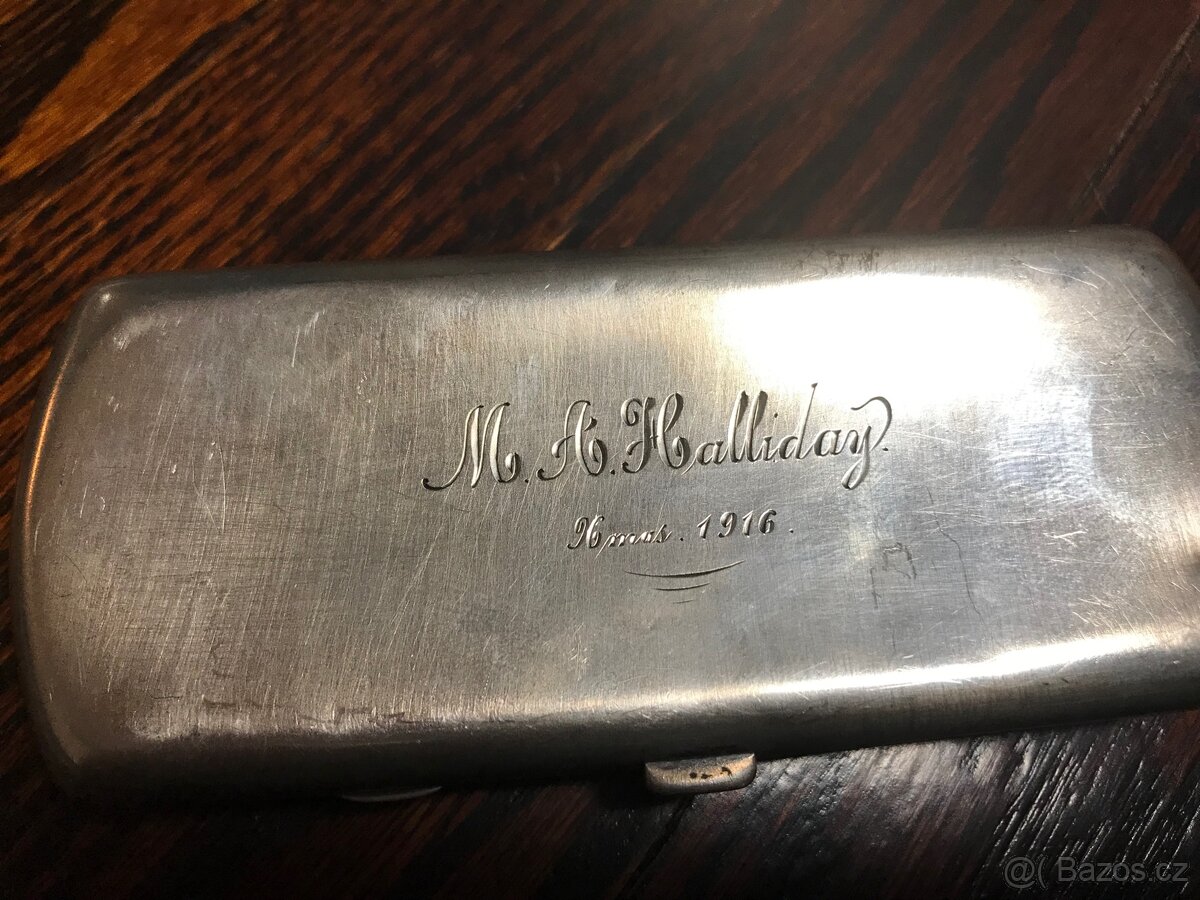 M. A. Halliday.
Xmas. 1916.
@( Bazos.cz